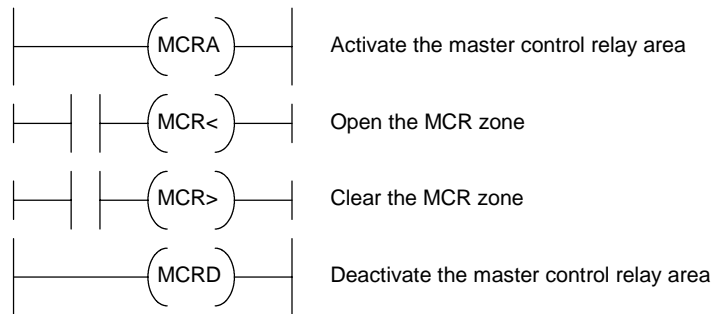 MCRA Activate the master control relay area
MCR< Open the MCR zone
MCR> Clear the MCR zone
MCRD Deactivate the master control relay area